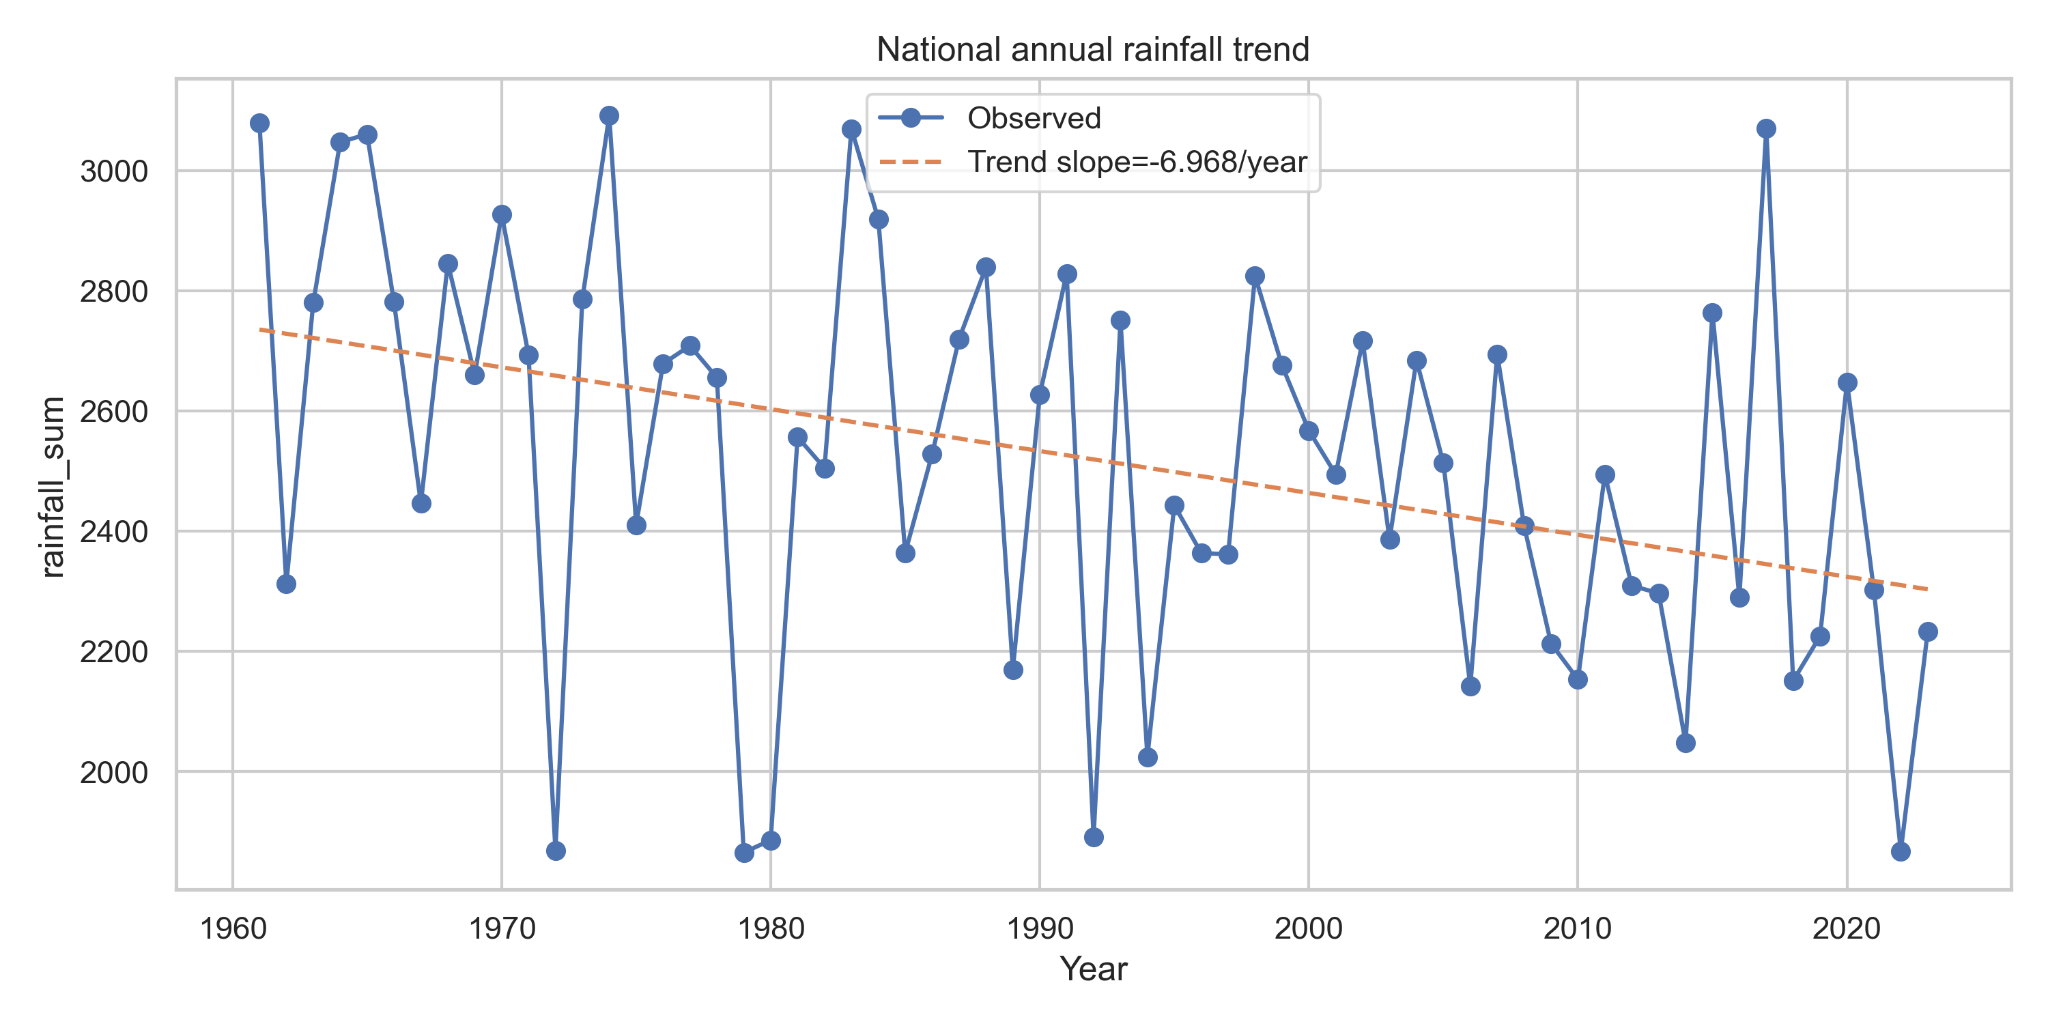 National annual rainfall trend
Observed
Trend slope=-6.968/year
rainfall_sum
3000
2800
2600
2400
2200
2000
1960 1970 1980 1990 2000 2010 2020
Year